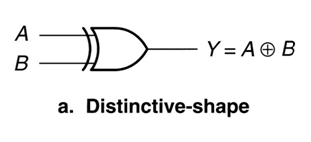 A
B
Y = A ⊕ B
a. Distinctive-shape